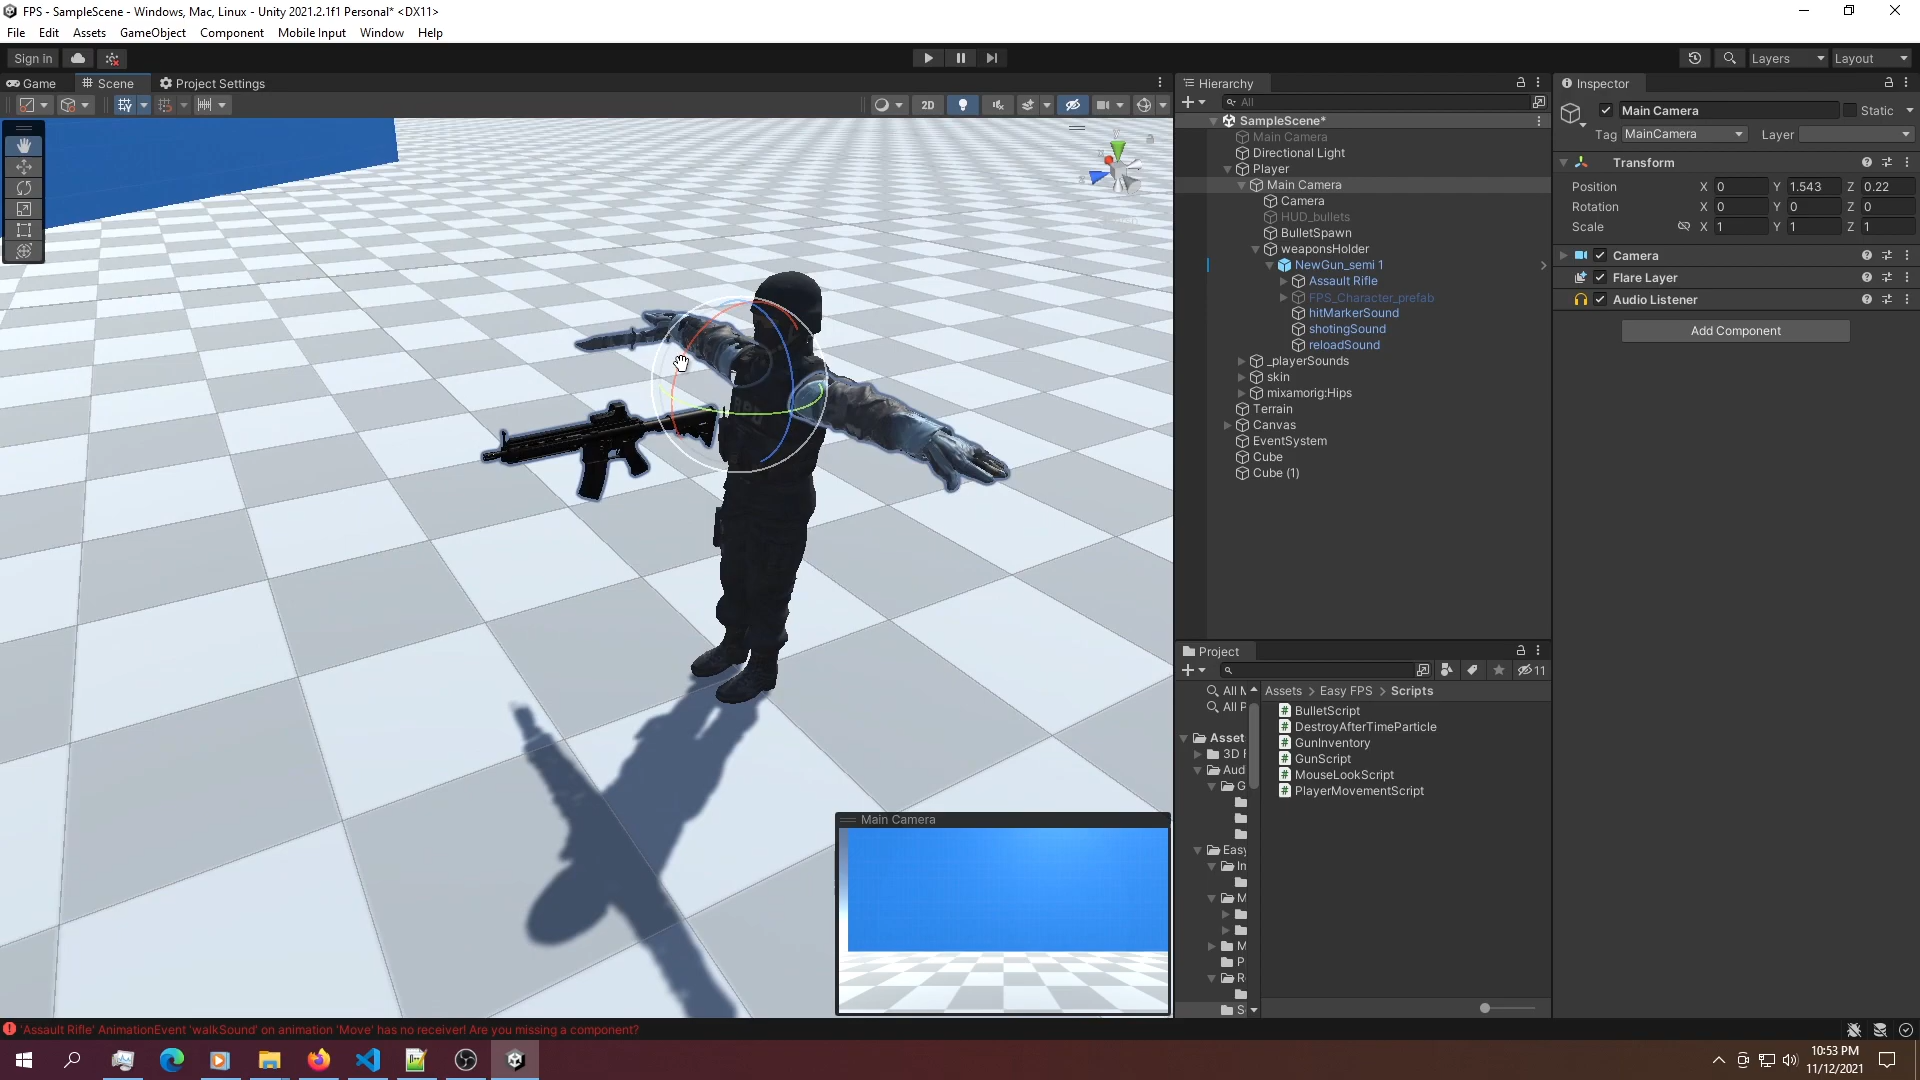 FPS - SampleScene - Windows, Mac, Linux - Unity 2021.2.1f1 Personal* <DX11>
File Edit Assets GameObject Component Mobile Input Window Help
Sign in
Layers Layout
Game Scene Project Settings
2D
Hierarchy
All
SampleScene*
Main Camera
Directional Light
Player
Main Camera
Camera
HUD_bullets
BulletSpawn
weaponsHolder
NewGun_semi 1
Assault Rifle
FPS_Character_prefab
hitMarkerSound
shotingSound
reloadSound
_playerSounds
skin
mixamorig:Hips
Terrain
Canvas
EventSystem
Cube
Cube (1)
Inspector
Main Camera Static
Tag MainCamera Layer
Transform
Position X 0 Y 1.543 Z 0.22
Rotation X 0 Y 0 Z 0
Scale X 1 Y 1 Z 1
Camera
Flare Layer
Audio Listener
Add Component
Project
11
All M
All P
Asset
3D F
Aud
G
Easy
In
M
M
P
R
S
Assets > Easy FPS > Scripts
BulletScript
DestroyAfterTimeParticle
GunInventory
GunScript
MouseLookScript
PlayerMovementScript
Main Camera
'Assault Rifle' AnimationEvent 'walkSound' on animation 'Move' has no receiver! Are you missing a component?
10:53 PM
11/12/2021